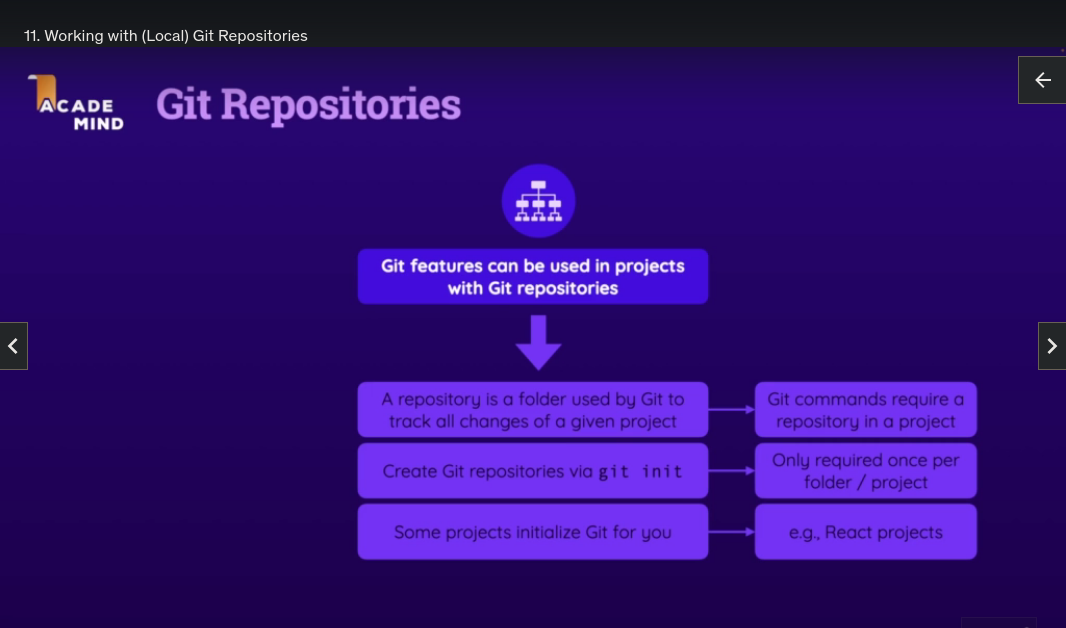 11. Working with (Local) Git Repositories
ACADE
MIND
Git Repositories
Git features can be used in projects
with Git repositories
A repository is a folder used by Git to
track all changes of a given project
Git commands require a
repository in a project
Create Git repositories via git init
Only required once per
folder / project
Some projects initialize Git for you
e.g., React projects